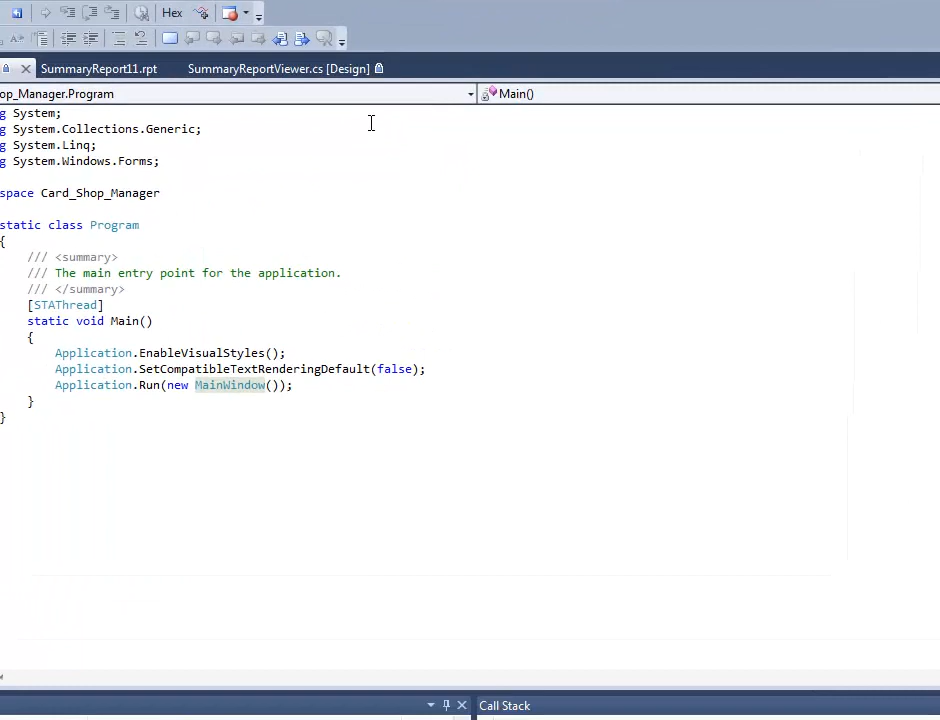 Hex
SummaryReport11.rpt SummaryReportViewer.cs [Design]
op_Manager.Program Main()
g System;
g System.Collections.Generic;
g System.Linq;
g System.Windows.Forms;
space Card_Shop_Manager
static class Program
{
/// <summary>
/// The main entry point for the application.
/// </summary>
[STAThread]
static void Main()
{
Application.EnableVisualStyles();
Application.SetCompatibleTextRenderingDefault(false);
Application.Run(new MainWindow());
}
}
Call Stack